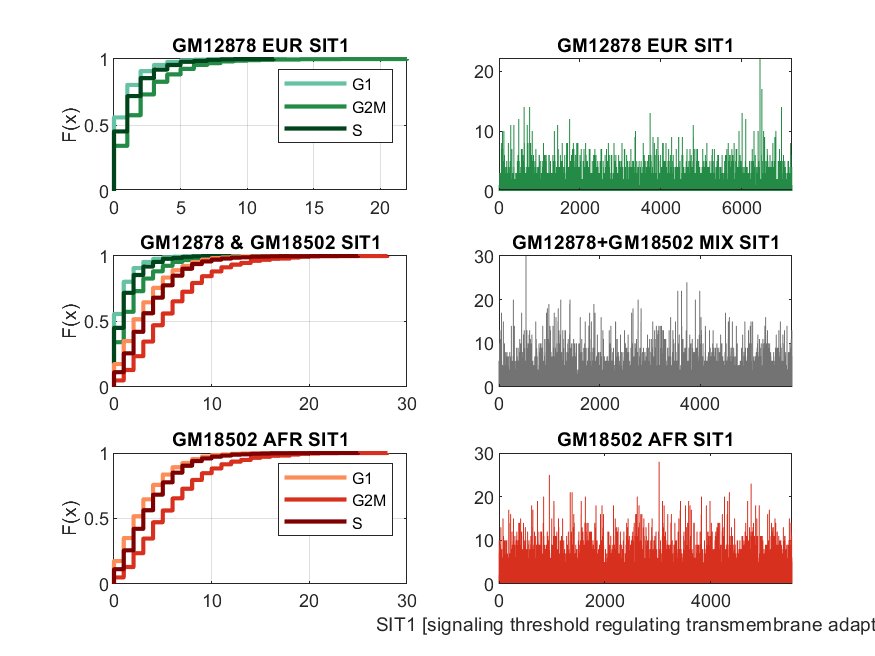 GM12878 EUR SIT1
1
0.5
0
F(x)
0 5 10 15 20
G1
G2M
S
GM12878 EUR SIT1
20
10
0
0 2000 4000 6000
GM12878 & GM18502 SIT1
1
0.5
0
F(x)
0 10 20 30
GM12878+GM18502 MIX SIT1
30
20
10
0
0 2000 4000
GM18502 AFR SIT1
1
0.5
0
F(x)
0 10 20 30
G1
G2M
S
GM18502 AFR SIT1
30
20
10
0
0 2000 4000
SIT1 [signaling threshold regulating transmembrane adapt